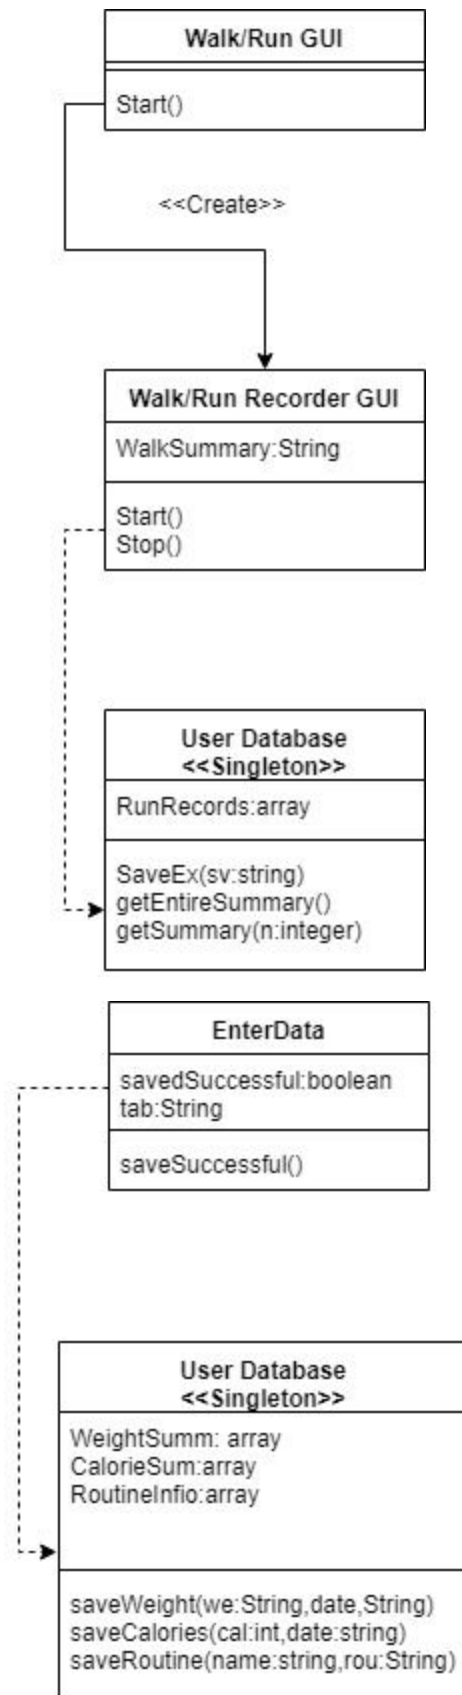 Walk/Run GUI
Start()
<<Create>>
Walk/Run Recorder GUI
WalkSummary:String
Start()
Stop()
User Database
<<Singleton>>
RunRecords:array
SaveEx(sv:string)
getEntireSummary()
getSummary(n:integer)
EnterData
savedSuccessful:boolean
tab:String
saveSuccessful()
User Database
<<Singleton>>
WeightSumm: array
CalorieSum:array
RoutineInfio:array
saveWeight(we:String,date,String)
saveCalories(cal:int,date:string)
saveRoutine(name:string,rou:String)